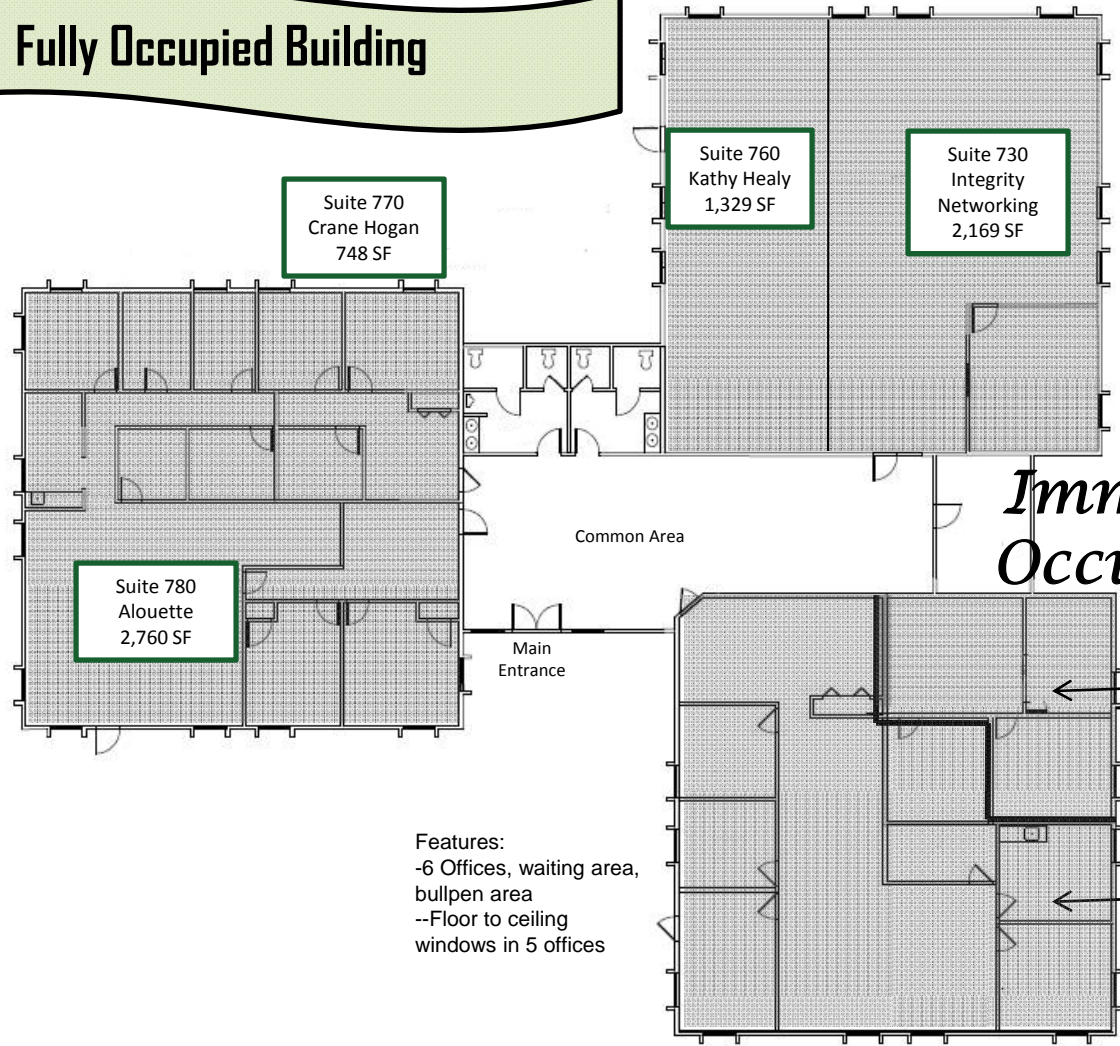 Fully Occupied Building
Suite 760
Kathy Healy
1,329 SF
Suite 730
Integrity
Networking
2,169 SF
Suite 770
Crane Hogan
748 SF
Common Area
Suite 780
Alouette
2,760 SF
Main
Entrance
Features:
-6 Offices, waiting area,
bullpen area
--Floor to ceiling
windows in 5 offices